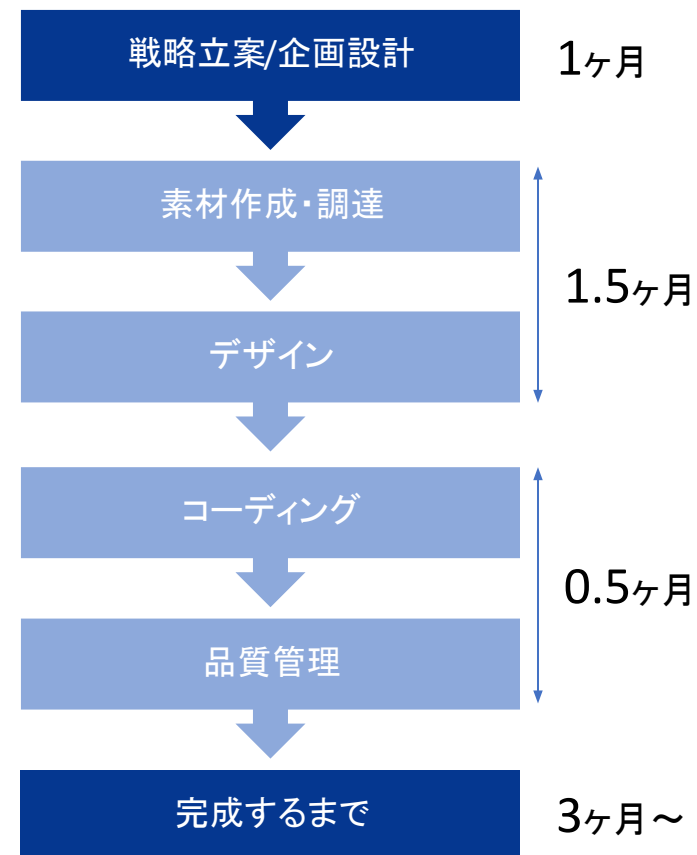 戦略立案/企画設計
1ヶ月
素材作成・調達
1.5ヶ月
デザイン
コーディング
0.5ヶ月
品質管理
完成するまで
3ヶ月～